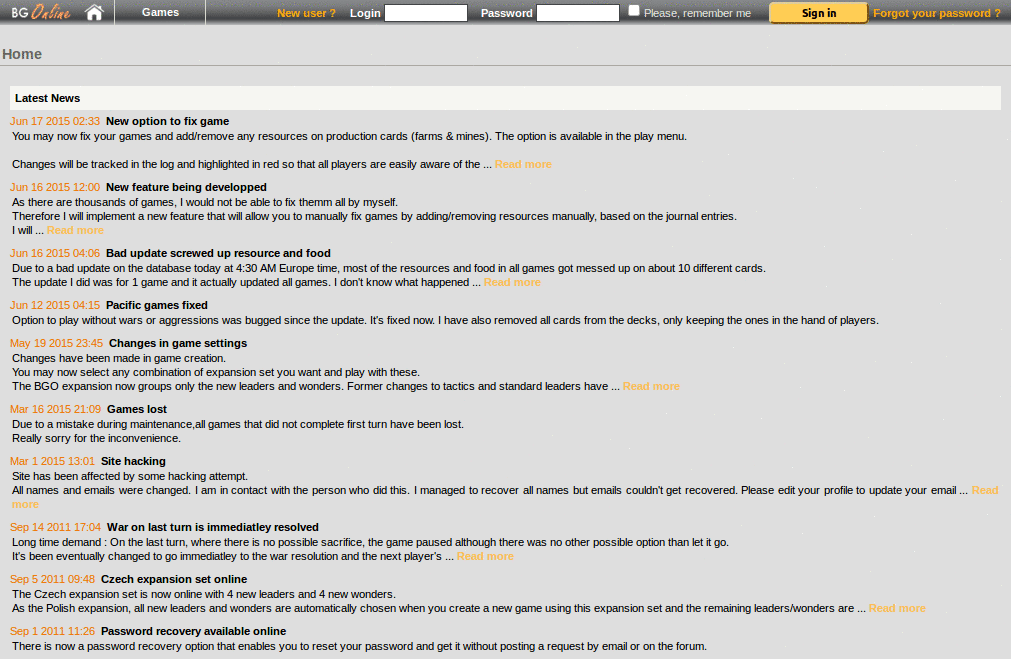 BG Online Games New user ? Login Password Please, remember me Sign in Forgot your password ?
Home
Latest News
Jun 17 2015 02:33 New option to fix game
You may now fix your games and add/remove any resources on production cards (farms & mines). The option is available in the play menu.
Changes will be tracked in the log and highlighted in red so that all players are easily aware of the ... Read more
Jun 16 2015 12:00 New feature being developped
As there are thousands of games, I would not be able to fix themm all by myself.
Therefore I will implement a new feature that will allow you to manually fix games by adding/removing resources manually, based on the journal entries.
I will ... Read more
Jun 16 2015 04:06 Bad update screwed up resource and food
Due to a bad update on the database today at 4:30 AM Europe time, most of the resources and food in all games got messed up on about 10 different cards.
The update I did was for 1 game and it actually updated all games. I don't know what happened ... Read more
Jun 12 2015 04:15 Pacific games fixed
Option to play without wars or aggressions was bugged since the update. It's fixed now. I have also removed all cards from the decks, only keeping the ones in the hand of players.
May 19 2015 23:45 Changes in game settings
Changes have been made in game creation.
You may now select any combination of expansion set you want and play with these.
The BGO expansion now groups only the new leaders and wonders. Former changes to tactics and standard leaders have ... Read more
Mar 16 2015 21:09 Games lost
Due to a mistake during maintenance,all games that did not complete first turn have been lost.
Really sorry for the inconvenience.
Mar 1 2015 13:01 Site hacking
Site has been affected by some hacking attempt.
All names and emails were changed. I am in contact with the person who did this. I managed to recover all names but emails couldn't get recovered. Please edit your profile to update your email ... Read
more
Sep 14 2011 17:04 War on last turn is immediatley resolved
Long time demand : On the last turn, where there is no possible sacrifice, the game paused although there was no other possible option than let it go.
It's been eventually changed to go immediatley to the war resolution and the next player's ... Read more
Sep 5 2011 09:48 Czech expansion set online
The Czech expansion set is now online with 4 new leaders and 4 new wonders.
As the Polish expansion, all new leaders and wonders are automatically chosen when you create a new game using this expansion set and the remaining leaders/wonders are ... Read more
Sep 1 2011 11:26 Password recovery available online
There is now a password recovery option that enables you to reset your password and get it without posting a request by email or on the forum.